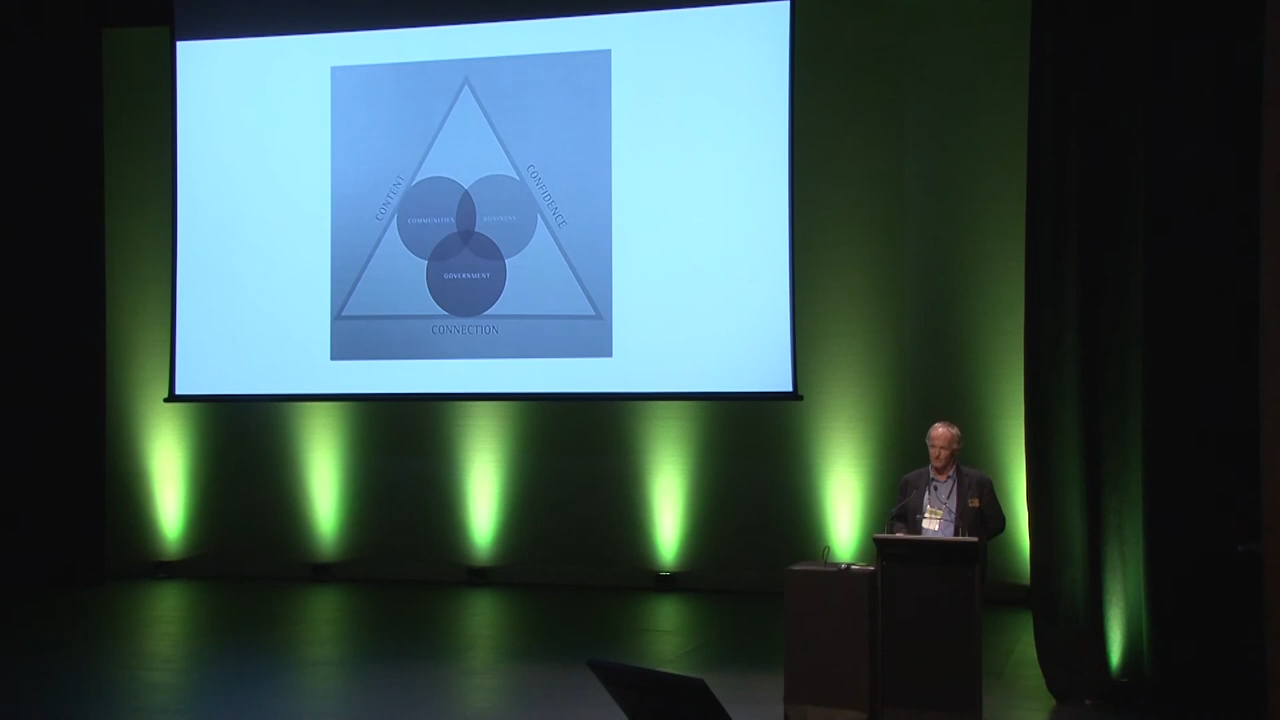 CONTENT
CONFIDENCE
COMMUNITIES
BUSINESS
GOVERNMENT
CONNECTION